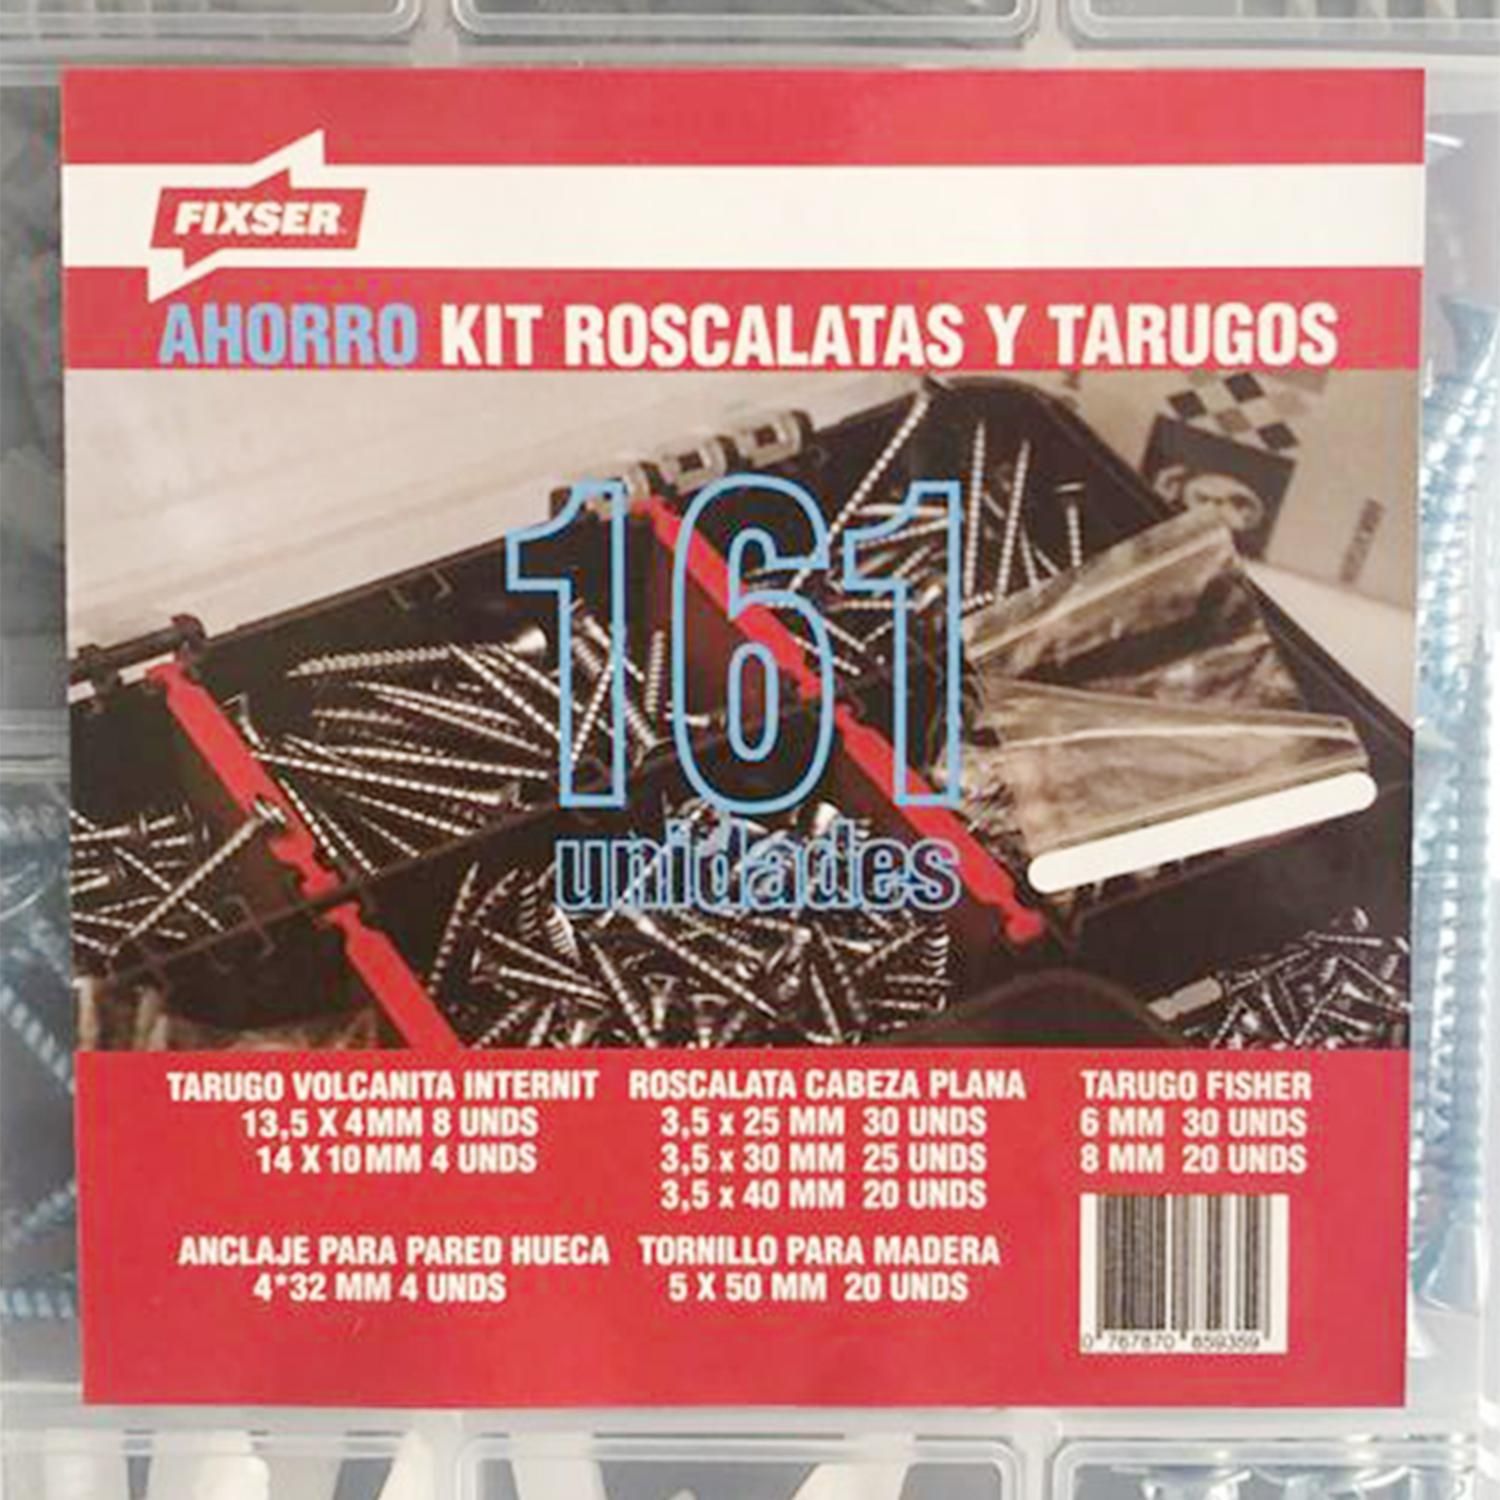 FIXSER
AHORRO KIT ROSCALATAS Y TARUGOS
161
unidades
TARUGO VOLCANITA INTERNIT
13,5 X 4MM 8 UNDS
14 X 10MM 4 UNDS
ANCLAJE PARA PARED HUECA
4*32 MM 4 UNDS
ROSCALATA CABEZA PLANA
3,5 x 25 MM 30 UNDS
3,5 x 30 MM 25 UNDS
3,5 x 40 MM 20 UNDS
TORNILLO PARA MADERA
5 X 50 MM 20 UNDS
TARUGO FISHER
6 MM 30 UNDS
8 MM 20 UNDS
0 767870 859359